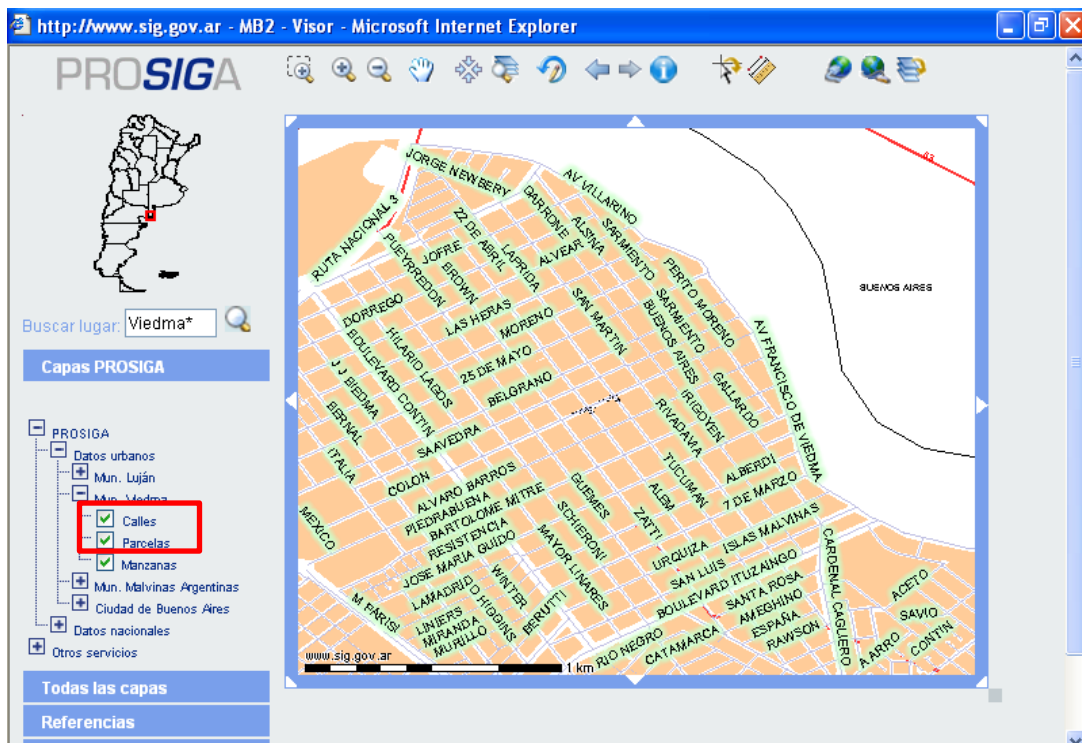 http://www.sig.gov.ar - MB2 - Visor - Microsoft Internet Explorer
PROSIGA
Buscar lugar: Viedma*
Capas PROSIGA
PROSIGA
Datos urbanos
Mun. Luján
Mun. Viedma
Calles
Parcelas
Manzanas
Mun. Malvinas Argentinas
Ciudad de Buenos Aires
Datos nacionales
Otros servicios
Todas las capas
Referencias
JORGE NEWBERY
AV VILLARINO
GARRONE
ALSINA
SARMIENTO
RUTA NACIONAL 3
PUEYRREDON
JOFRE
22 DE ABRIL
BROWN
LAPRIDA
ALVEAR
PERITO MORENO
BUENOS AIRES
DORREGO
LAS HERAS
MORENO
SAN MARTIN
SARMIENTO
BUENOS AIRES
AV FRANCISCO DE VIEDMA
HILARIO LAGOS
BOULEVARD CONTIN
25 DE MAYO
BELGRANO
J J BIEDMA
BERNAL
GALLARDO
IRIGOYEN
RIVADAVIA
SAAVEDRA
ITALIA
COLON
ALVARO BARROS
PIEDRABUENA
BARTOLOME MITRE
RESISTENCIA
JOSE MARIA GUIDO
GUEMES
SCHIERONI
MAYOR LINARES
TUCUMAN
ALEM
ZATTI
ALBERDI
7 DE MARZO
MEXICO
URQUIZA
ISLAS MALVINAS
SAN LUIS
BOULEVARD ITUZAINGO
CARDENAL CAGLIERO
WINTER
LAMADRID
O HIGGINS
BERUTTI
M PARISI
LINIERS
MIRANDA
MURILLO
SANTA ROSA
AMEGHINO
ESPAÑA
RAWSON
RIO NEGRO
CATAMARCA
ACETO
SAVIO
A ARRO
CONTIN
www.sig.gov.ar
1 km